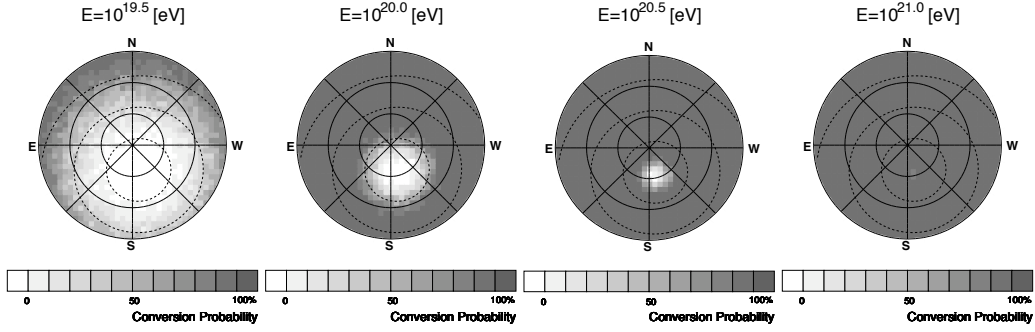 E=10^19.5 [eV]
N
E
W
S
0 50 100%
Conversion Probability
E=10^20.0 [eV]
N
E
W
S
0 50 100%
Conversion Probability
E=10^20.5 [eV]
N
E
W
S
0 50 100%
Conversion Probability
E=10^21.0 [eV]
N
E
W
S
0 50 100%
Conversion Probability